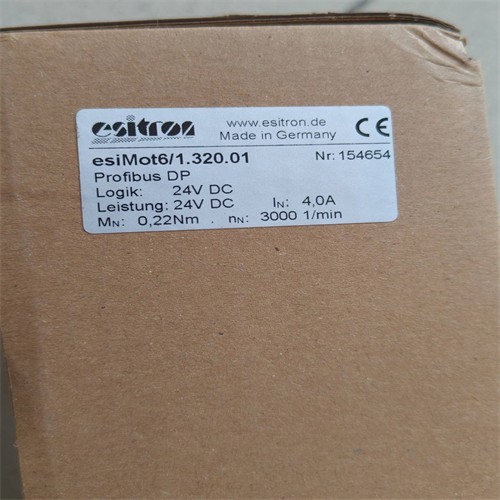 esitron www.esitron.de
Made in Germany CE
esiMot6/1.320.01 Nr: 154654
Profibus DP
Logik: 24V DC
Leistung: 24V DC IN: 4,0A
MN: 0,22Nm nN: 3000 1/min